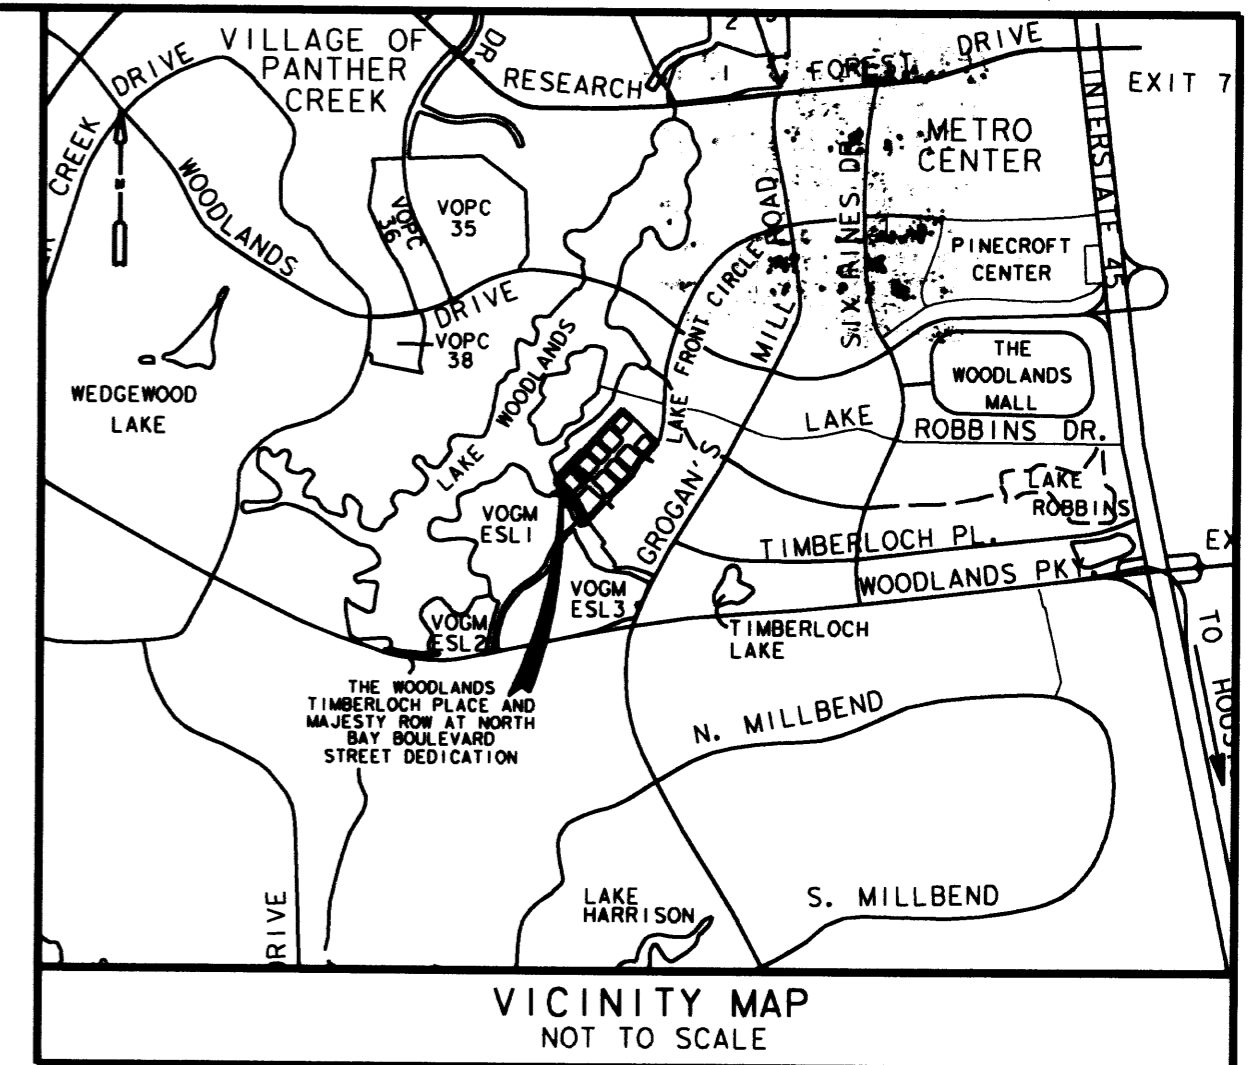 VILLAGE OF
PANTHER
CREEK
DRIVE
CREEK
WOODLANDS
DRIVE
DR.
RESEARCH
FOREST
DRIVE
2
1
INTERSTATE 45
EXIT 7
METRO
CENTER
VOPC
35
VOPC
36
VOPC
38
PINECROFT
CENTER
LAKE FRONT CIRCLE
ROAD
MILL
GROGAN'S
SIX PINES DR
THE
WOODLANDS
MALL
WEDGEWOOD
LAKE
LAKE
WOODLANDS
LAKE
ROBBINS DR.
LAKE
ROBBINS
VOGM
ESL1
VOGM
ESL2
VOGM
ESL3
TIMBERLOCH PL.
WOODLANDS PKY.
TIMBERLOCH
LAKE
THE WOODLANDS
TIMBERLOCH PLACE AND
MAJESTY ROW AT NORTH
BAY BOULEVARD
STREET DEDICATION
N. MILLBEND
S. MILLBEND
LAKE
HARRISON
DRIVE
EX
TO HOUS
VICINITY MAP
NOT TO SCALE